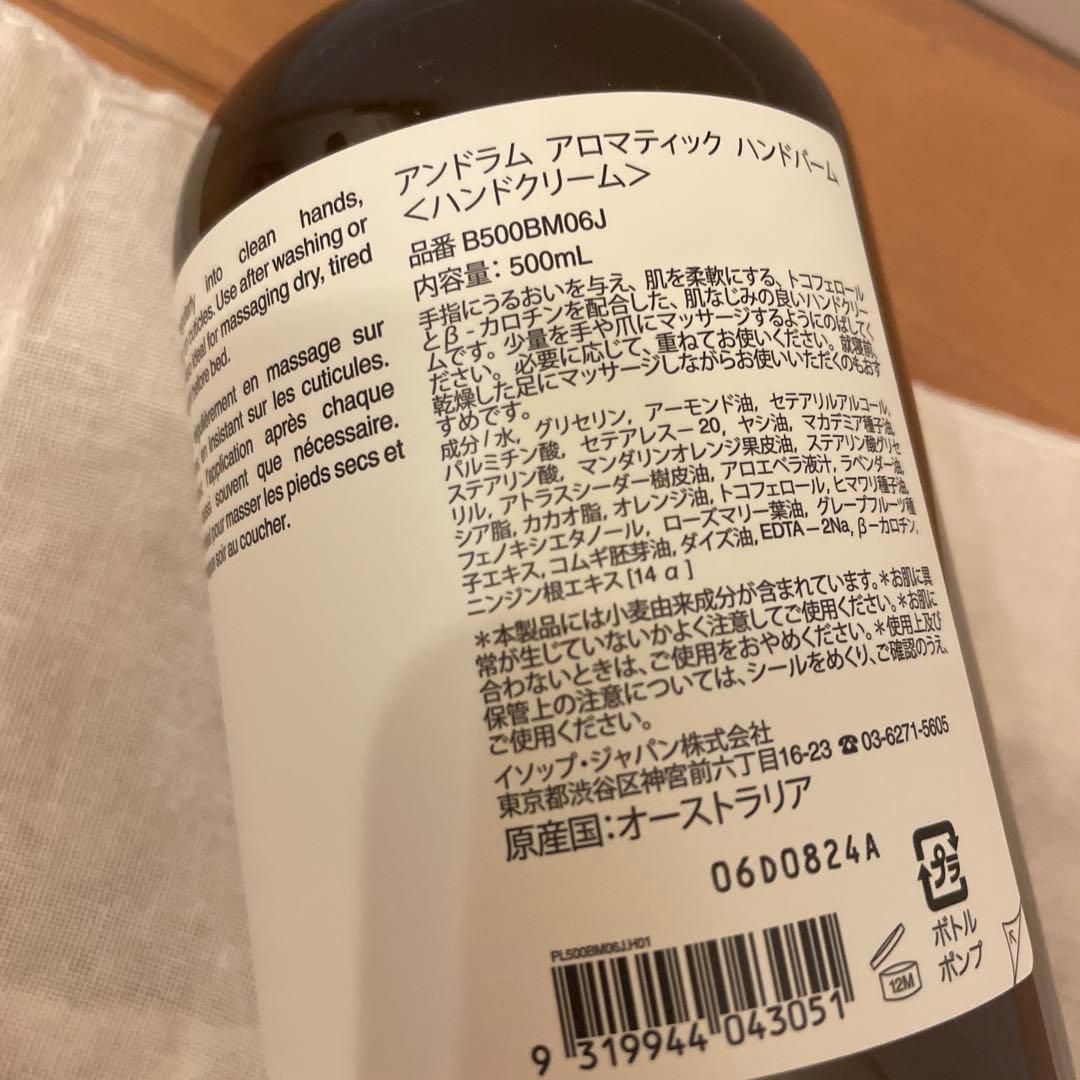 into clean hands,
cuticles. Use after washing or
ideal for massaging dry, tired
before bed.
en massage sur
en insistant sur les cuticules.
l'application après chaque
aussi souvent que nécessaire.
pour masser les pieds secs et
soir au coucher.
アンドラム アロマティック ハンドバーム
<ハンドクリーム>
品番 B500BM06J
内容量: 500mL
手指にうるおいを与え、肌を柔軟にする、トコフェロール
とβ-カロチンを配合した、肌なじみの良いハンドクリー
ムです。少量を手や爪にマッサージするようにのばしてく
ださい。必要に応じて、重ねてお使いください。就寝前、
乾燥した足にマッサージしながらお使いいただくのもおす
すめです。
成分/水, グリセリン, アーモンド油, セテアリルアルコール,
パルミチン酸, セテアレス-20, ヤシ油, マカデミア種子油,
ステアリン酸, マンダリンオレンジ果皮油, ステアリン酸グリセ
リル, アトラスシーダー樹皮油, アロエベラ液汁, ラベンダー油,
シア脂, カカオ脂, オレンジ油, トコフェロール, ヒマワリ種子油,
フェノキシエタノール, ローズマリー葉油, グレープフルーツ種
子エキス, コムギ胚芽油, ダイズ油, EDTA-2Na, β-カロチン,
ニンジン根エキス [14 α]
*本製品には小麦由来成分が含まれています。*お肌に異
常が生じていないかよく注意してご使用ください。*お肌に
合わないときは、ご使用をおやめください。*使用上及び
保管上の注意については、シールをめくり、ご確認のうえ、
ご使用ください。
イソップ・ジャパン株式会社
東京都渋谷区神宮前六丁目16-23 ☎03-6271-5605
原産国:オーストラリア
06D0824A
プラ
ボトル
ポンプ
12M
PL500BM06J.H01
9 319944 043051